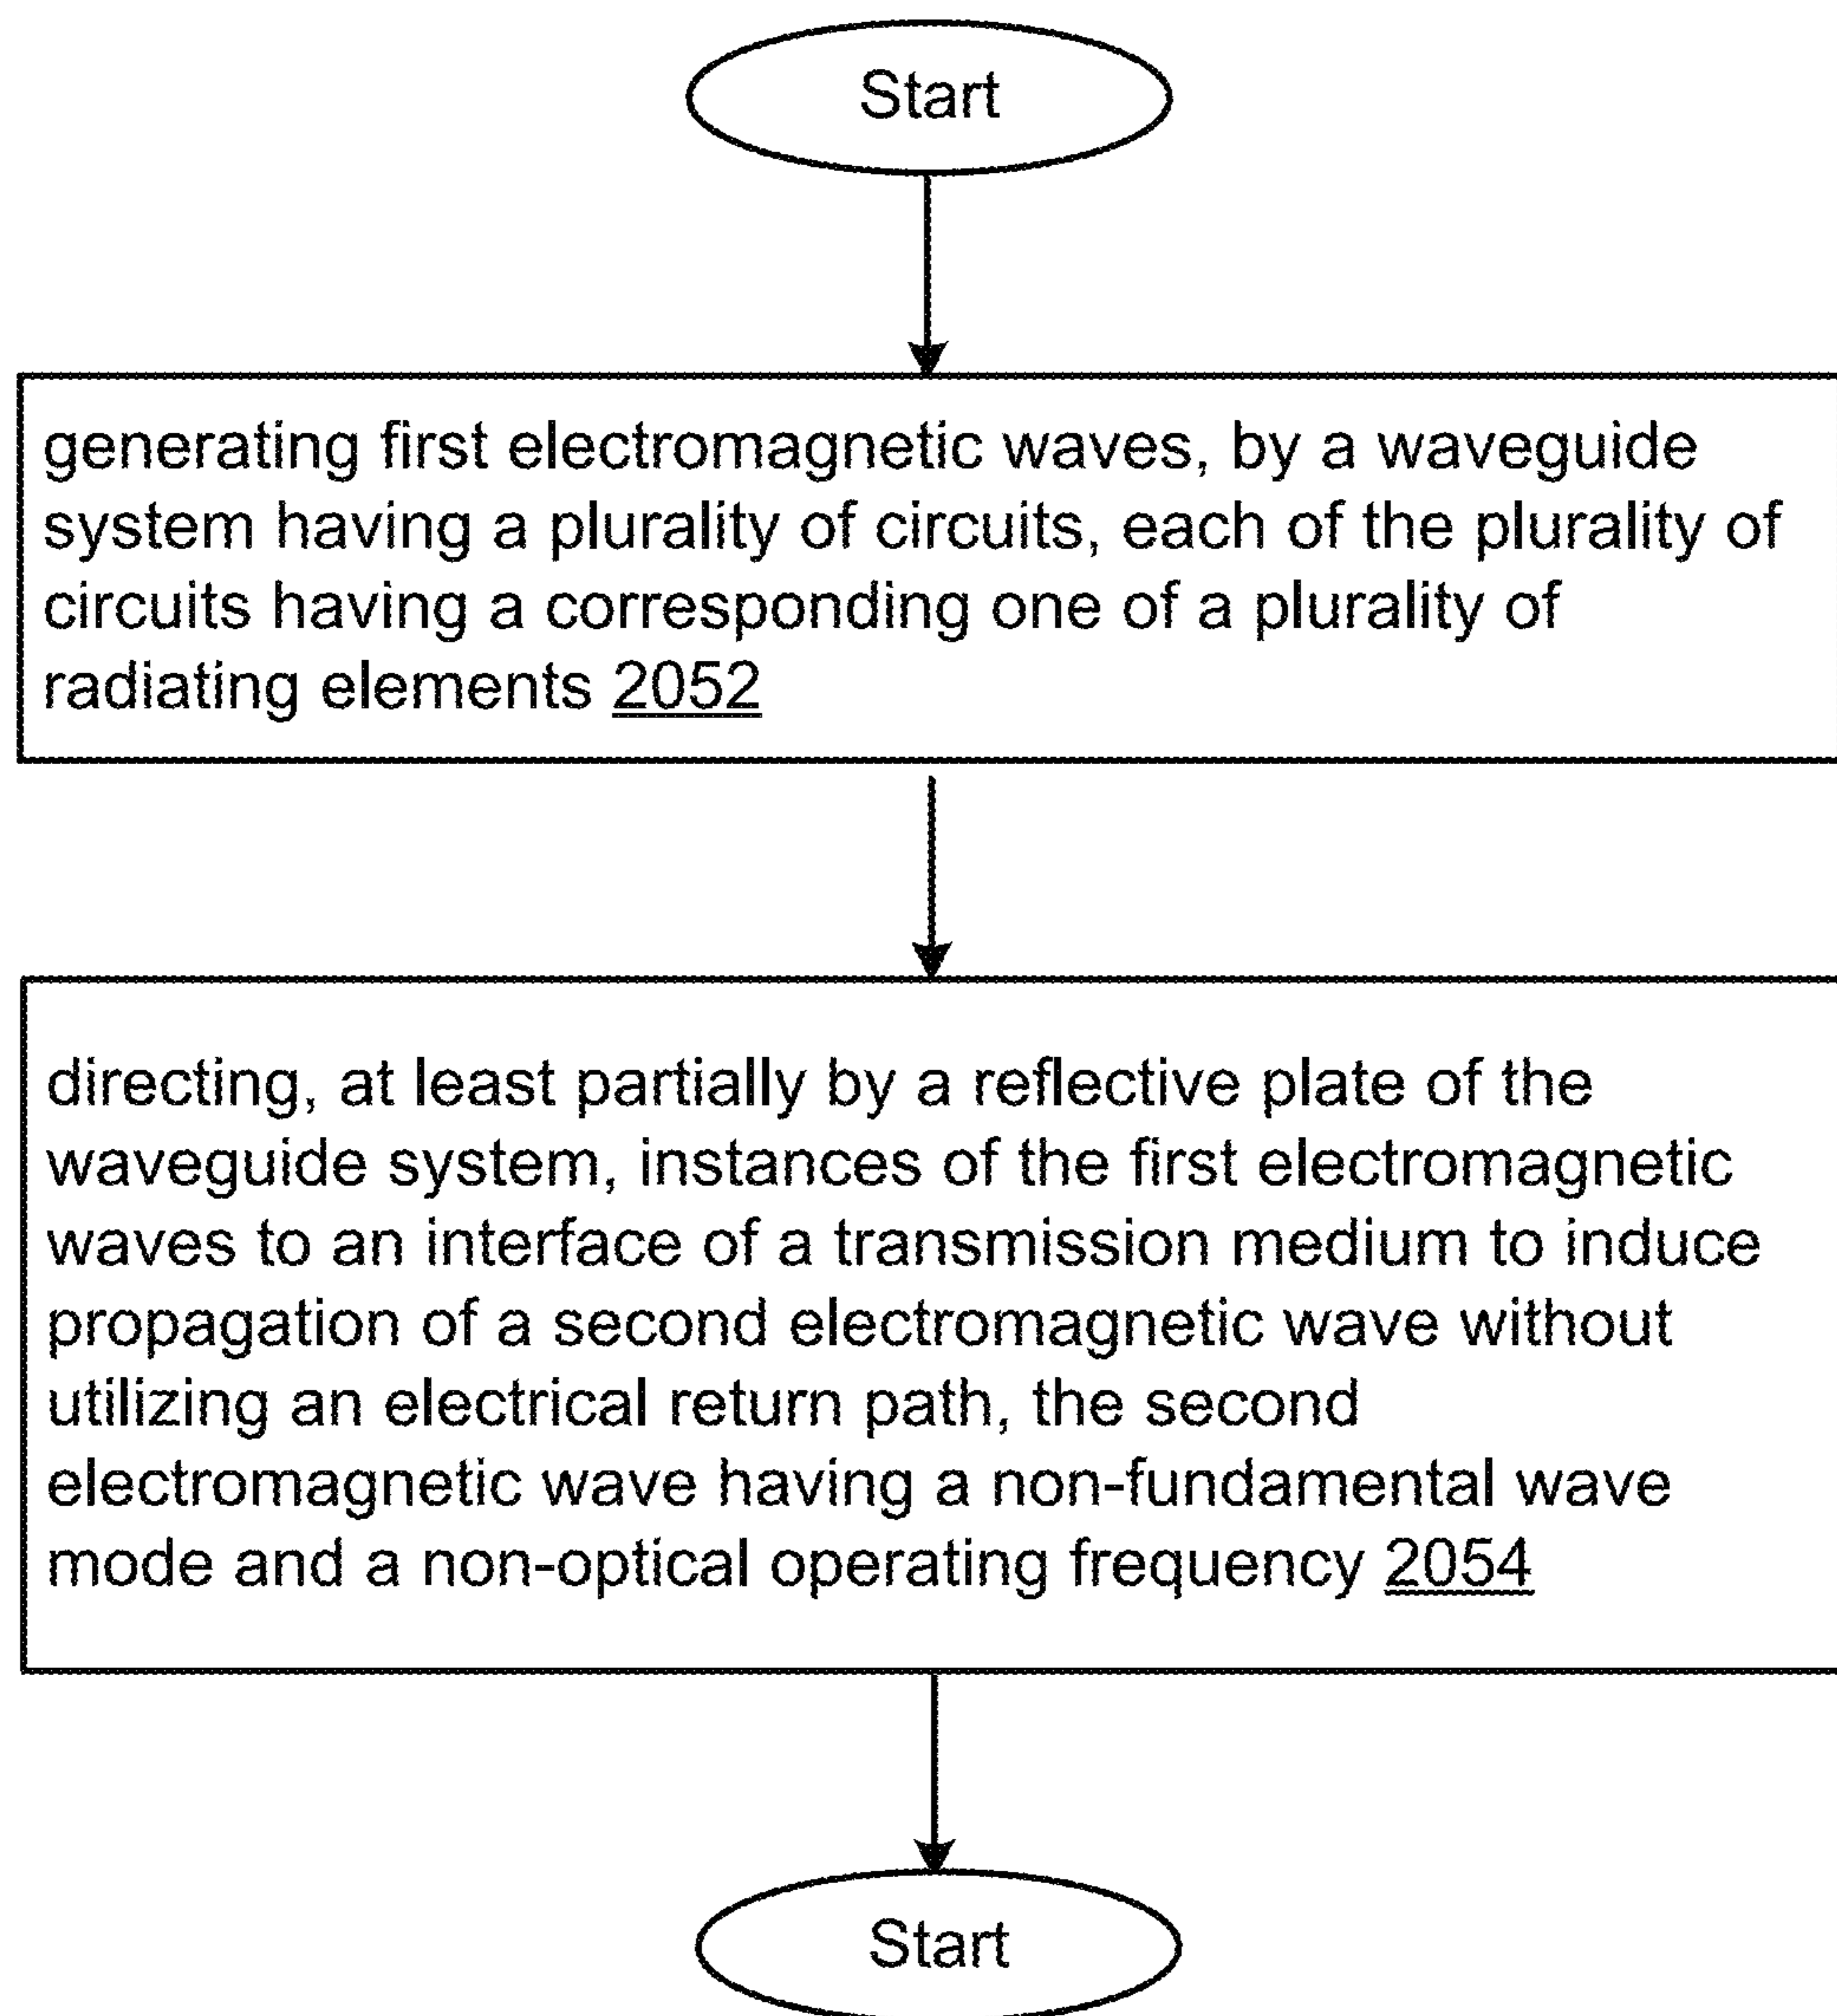 Start
generating first electromagnetic waves, by a waveguide
system having a plurality of circuits, each of the plurality of
circuits having a corresponding one of a plurality of
radiating elements 2052
directing, at least partially by a reflective plate of the
waveguide system, instances of the first electromagnetic
waves to an interface of a transmission medium to induce
propagation of a second electromagnetic wave without
utilizing an electrical return path, the second
electromagnetic wave having a non-fundamental wave
mode and a non-optical operating frequency 2054
Start